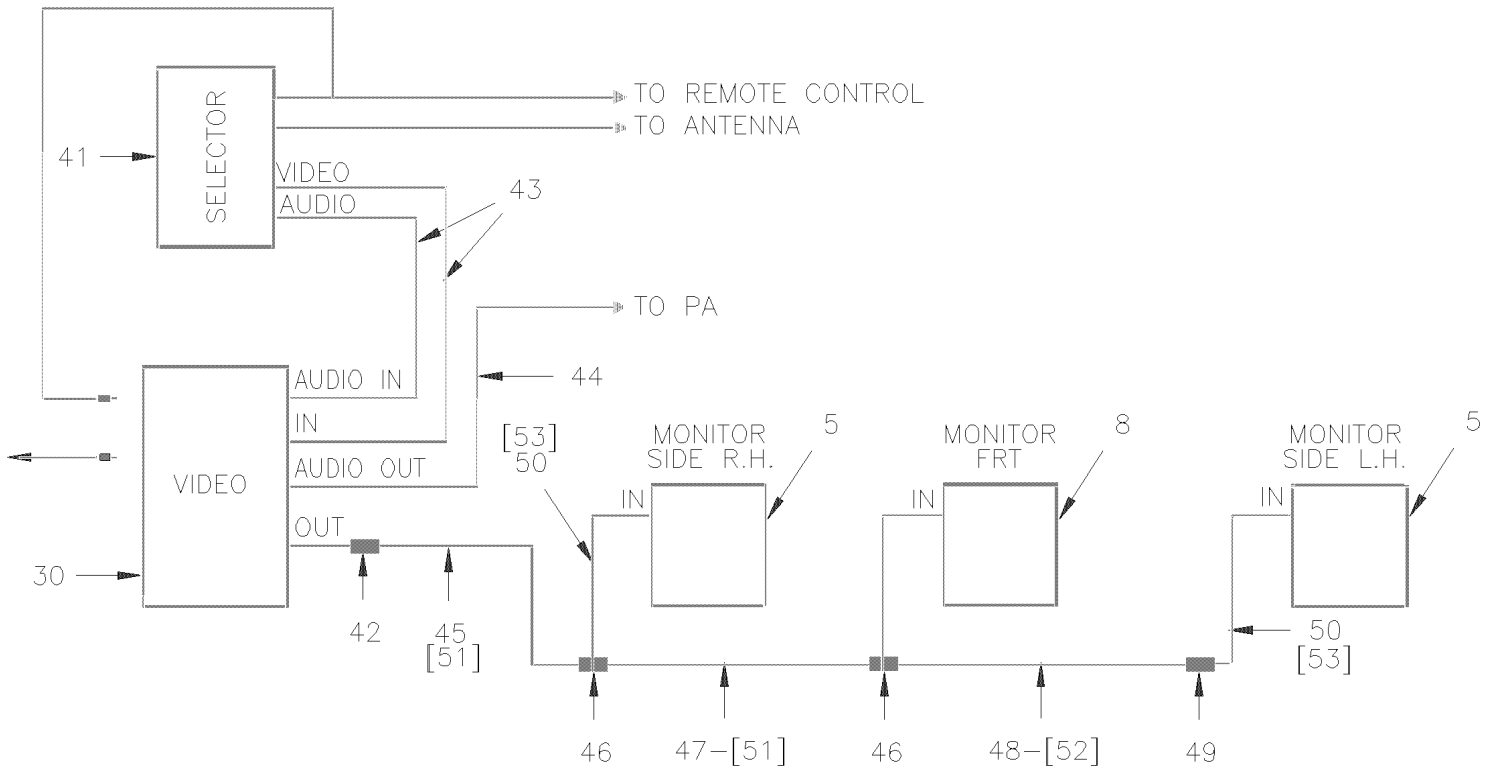 TO REMOTE CONTROL
TO ANTENNA
41
SELECTOR
VIDEO
AUDIO
43
TO PA
44
AUDIO IN
IN
AUDIO OUT
OUT
VIDEO
30
42
45
[51]
[53]
50
MONITOR
SIDE R.H.
5
IN
MONITOR
FRT
8
IN
MONITOR
SIDE L.H.
5
IN
50
[53]
46
47-[51]
46
48-[52]
49